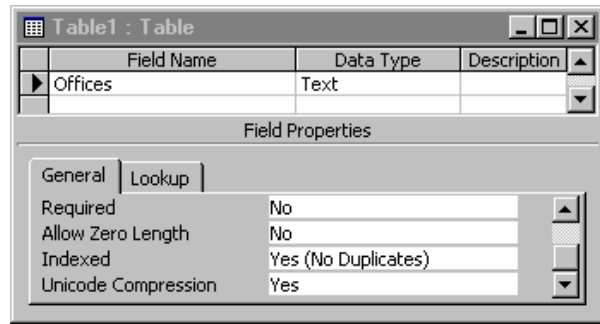 Table1 : Table
Field Name Data Type Description
Offices Text
Field Properties
General Lookup
Required No
Allow Zero Length No
Indexed Yes (No Duplicates)
Unicode Compression Yes